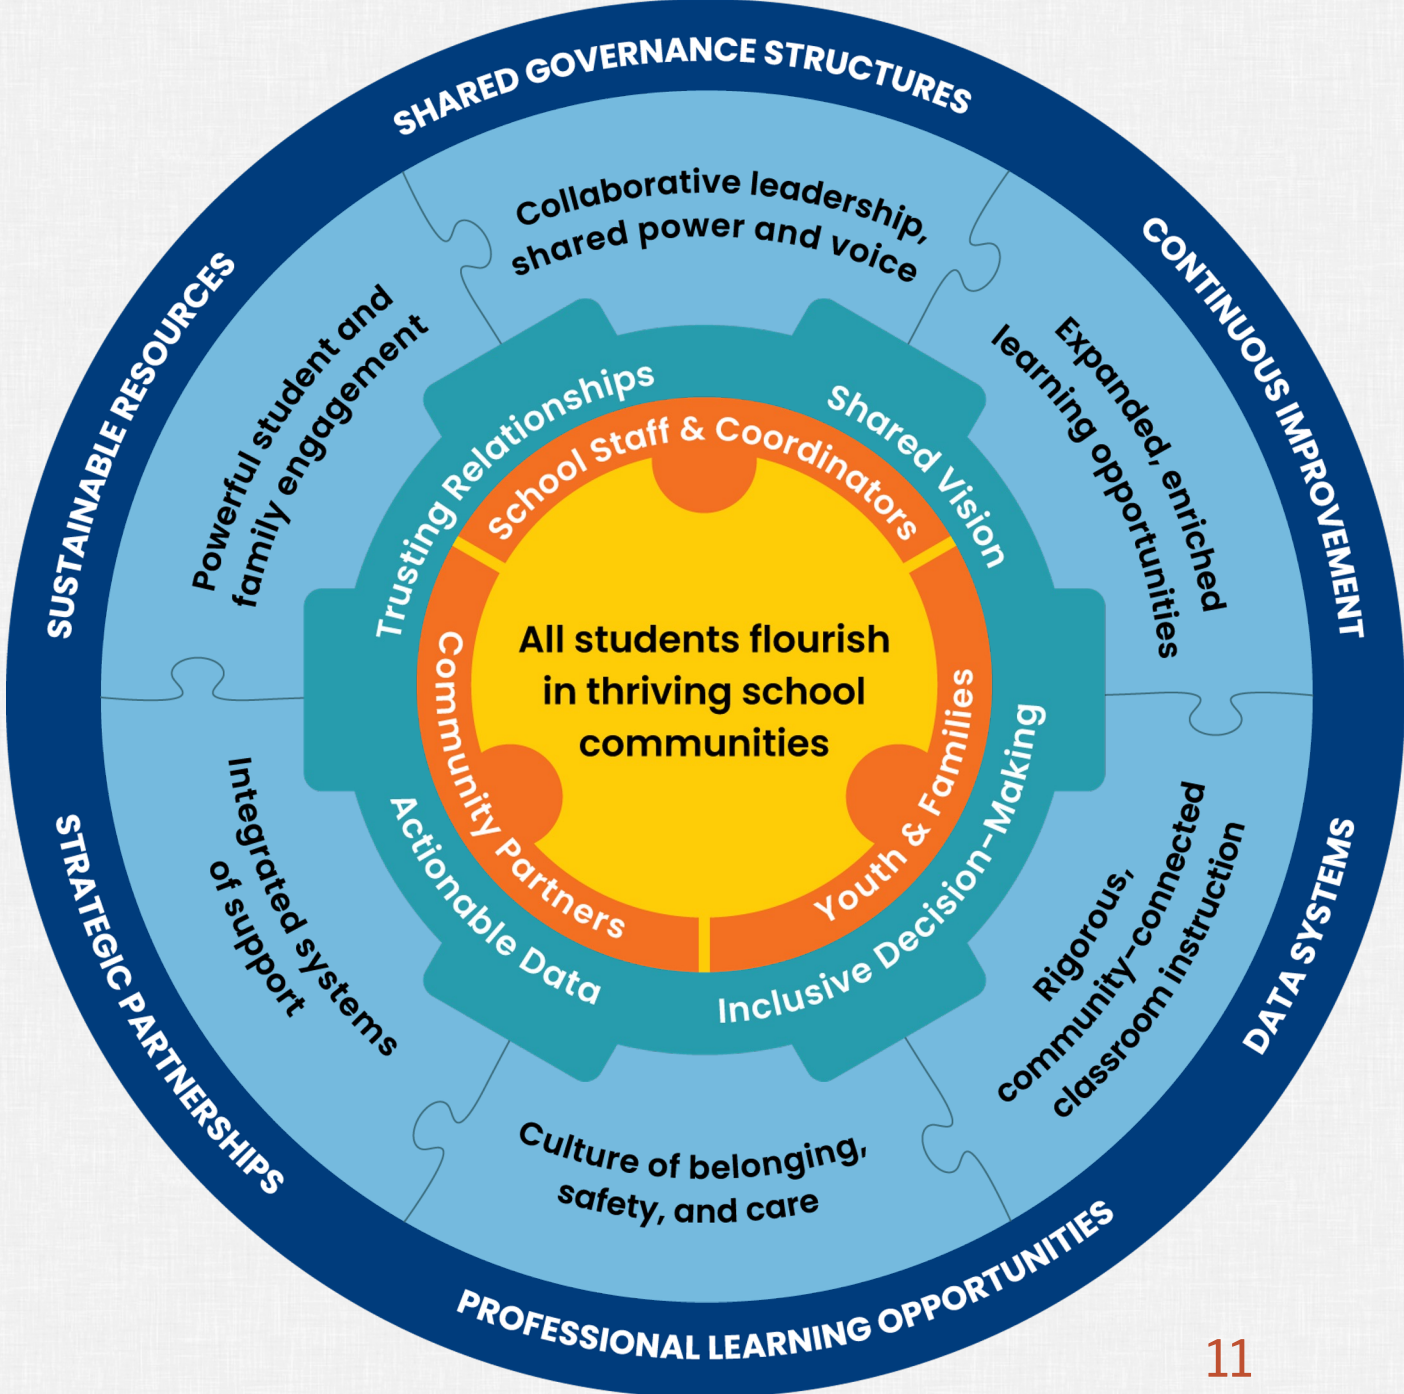 SHARED GOVERNANCE STRUCTURES
CONTINUOUS IMPROVEMENT
DATA SYSTEMS
PROFESSIONAL LEARNING OPPORTUNITIES
STRATEGIC PARTNERSHIPS
SUSTAINABLE RESOURCES
Collaborative leadership,
shared power and voice
Expanded, enriched
learning opportunities
Rigorous,
community-connected
classroom instruction
Culture of belonging,
safety, and care
Integrated systems
of support
Powerful student and
family engagement
Trusting Relationships
Shared Vision
Inclusive Decision-Making
Actionable Data
School Staff & Coordinators
Youth & Families
Community Partners
All students flourish
in thriving school
communities
11